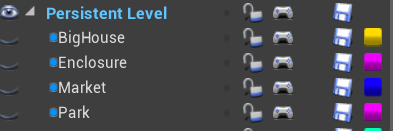 Persistent Level
BigHouse
Enclosure
Market
Park